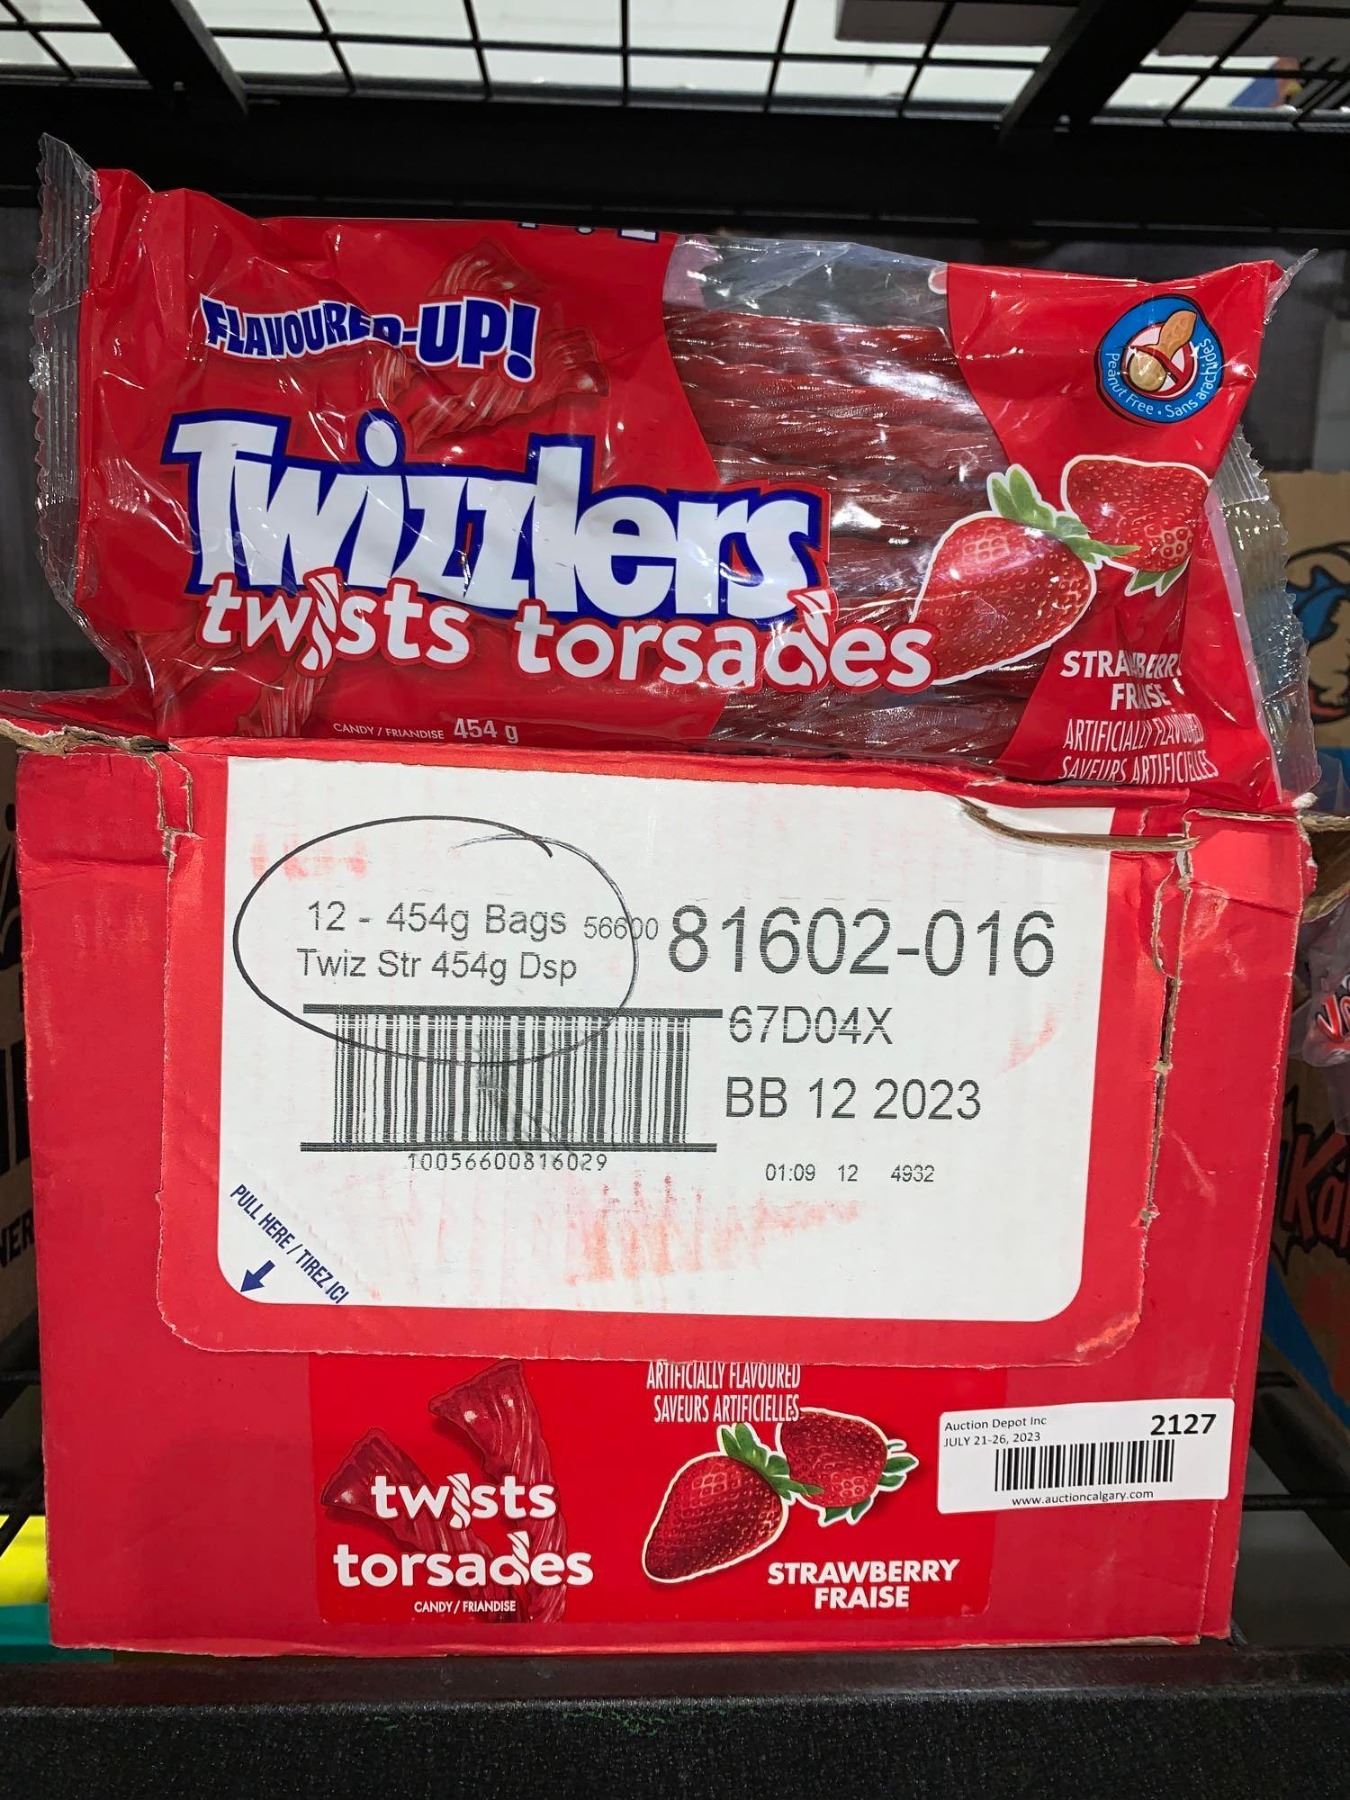 FLAVOURED-UP!
Peanut Free • Sans arachides
Twizzlers
twists torsades
STRAWBERRY
FRAISE
ARTIFICIALLY FLAVOURED
SAVEURS ARTIFICIELLES
CANDY / FRIANDISE 454 g
12 - 454g Bags 56600 81602-016
Twiz Str 454g Dsp
67D04X
BB 12 2023
10056600816029
01:09 12 4932
PULL HERE / TIREZ ICI
ARTIFICIALLY FLAVOURED
SAVEURS ARTIFICIELLES
twists
torsades
CANDY / FRIANDISE
STRAWBERRY
FRAISE
Auction Depot Inc 2127
JULY 21-26, 2023
www.auctioncalgary.com